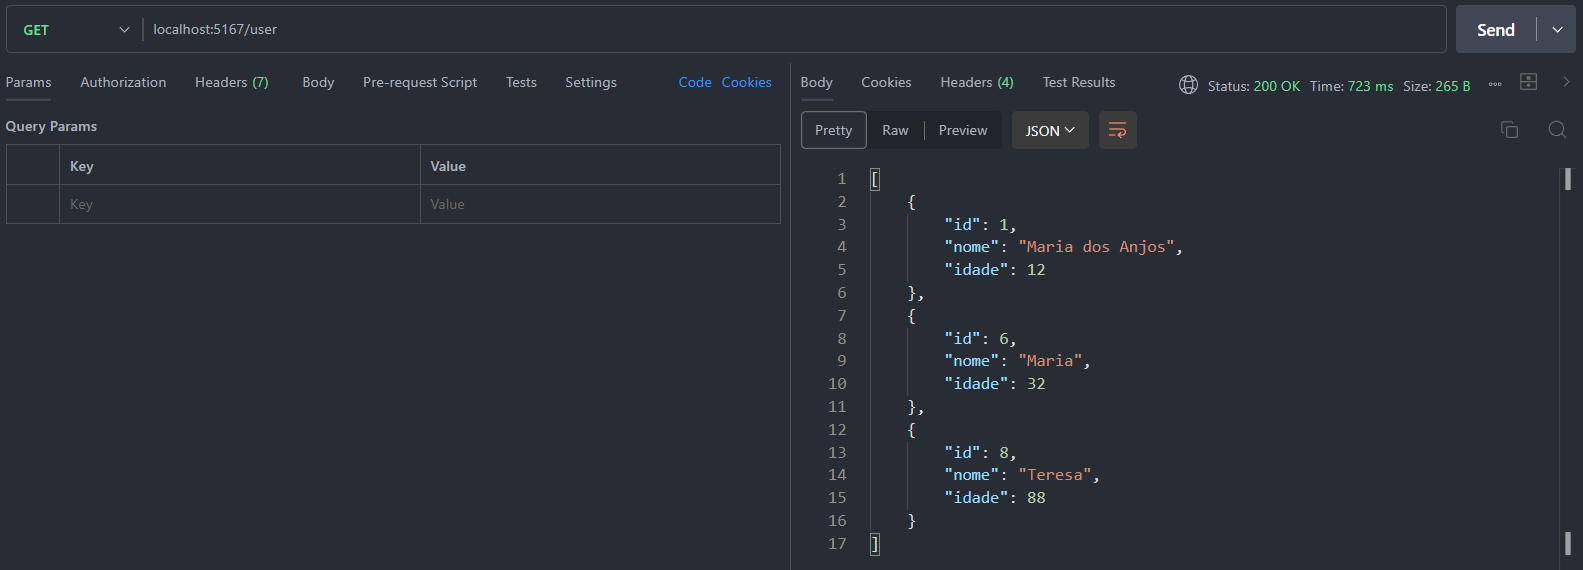 GET localhost:5167/user Send
Params Authorization Headers (7) Body Pre-request Script Tests Settings Code Cookies
Query Params
Key Value
Key Value
Body Cookies Headers (4) Test Results Status: 200 OK Time: 723 ms Size: 265 B
Pretty Raw Preview JSON
1 [
2 {
3 "id": 1,
4 "nome": "Maria dos Anjos",
5 "idade": 12
6 },
7 {
8 "id": 6,
9 "nome": "Maria",
10 "idade": 32
11 },
12 {
13 "id": 8,
14 "nome": "Teresa",
15 "idade": 88
16 }
17 ]